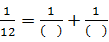 1/12 = 1/( ) + 1/( )